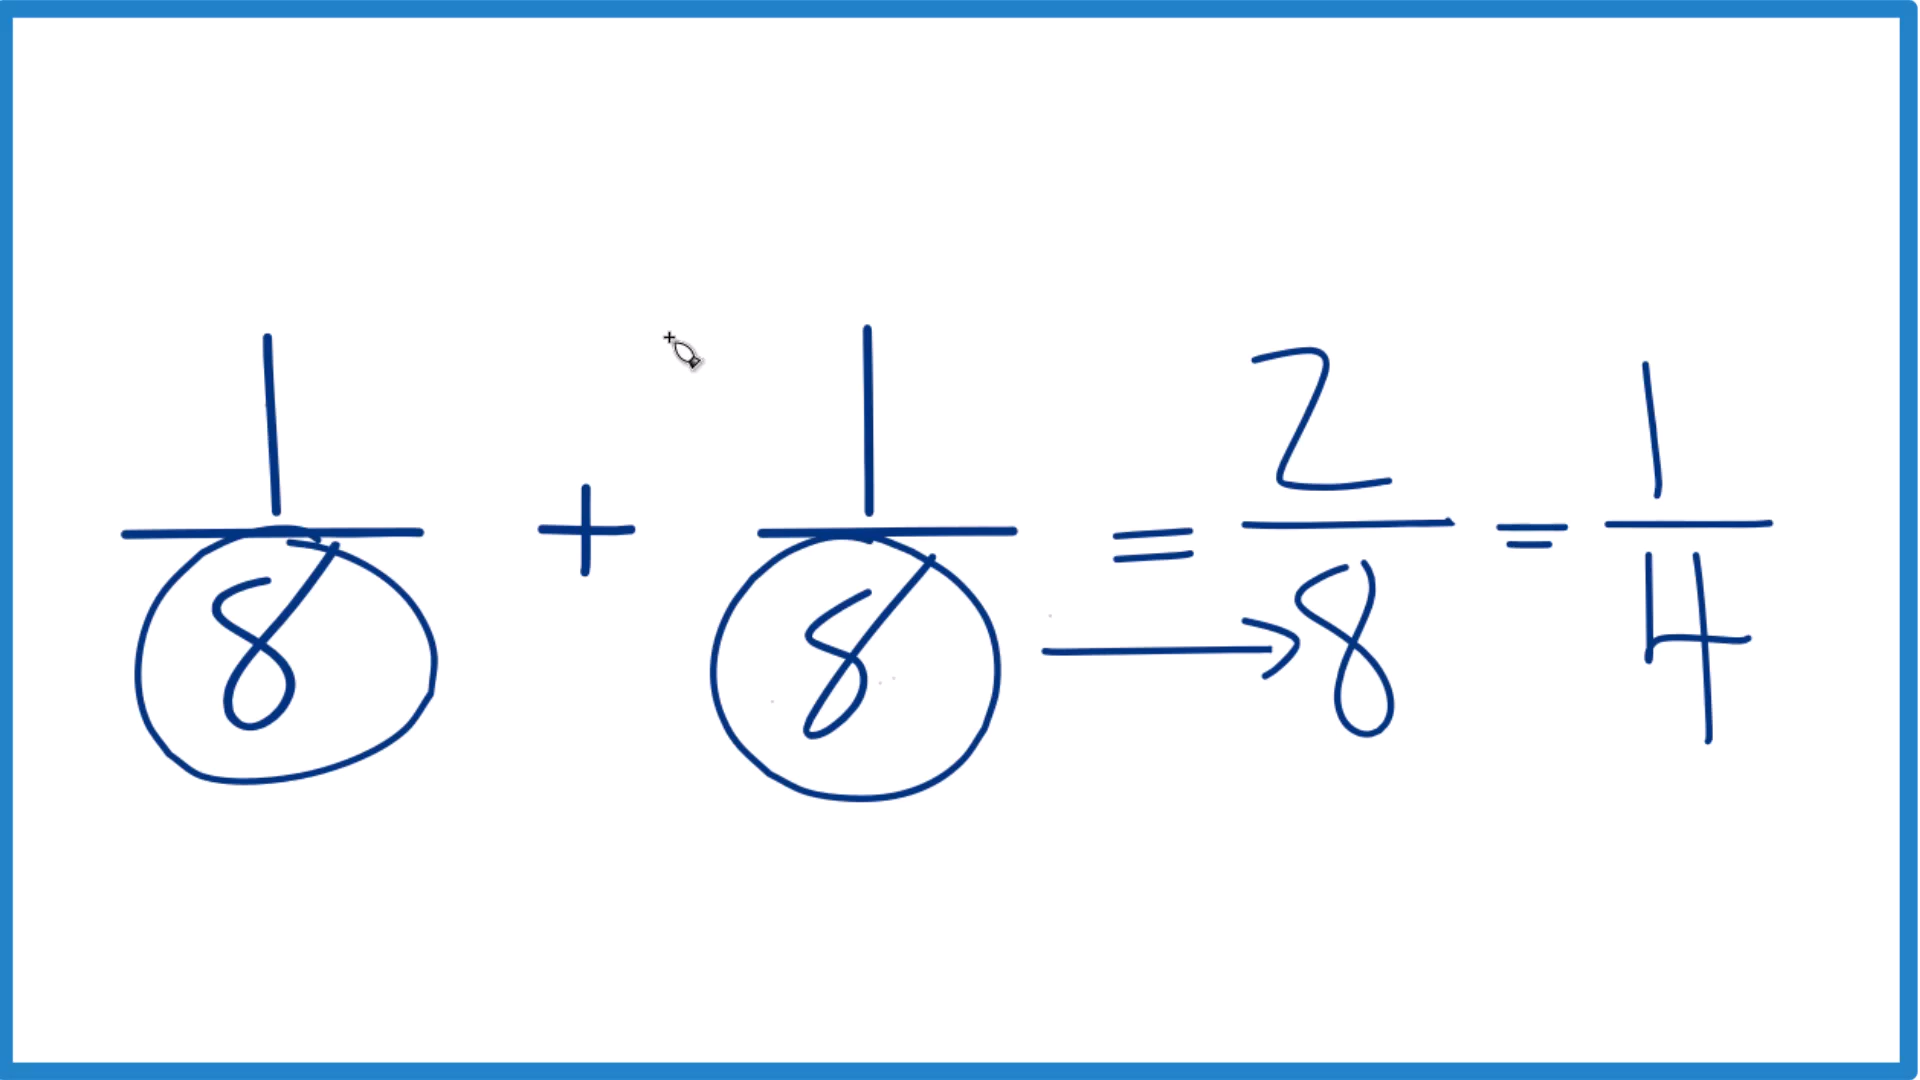 1/8 + 1/8 = 2/8 = 1/4